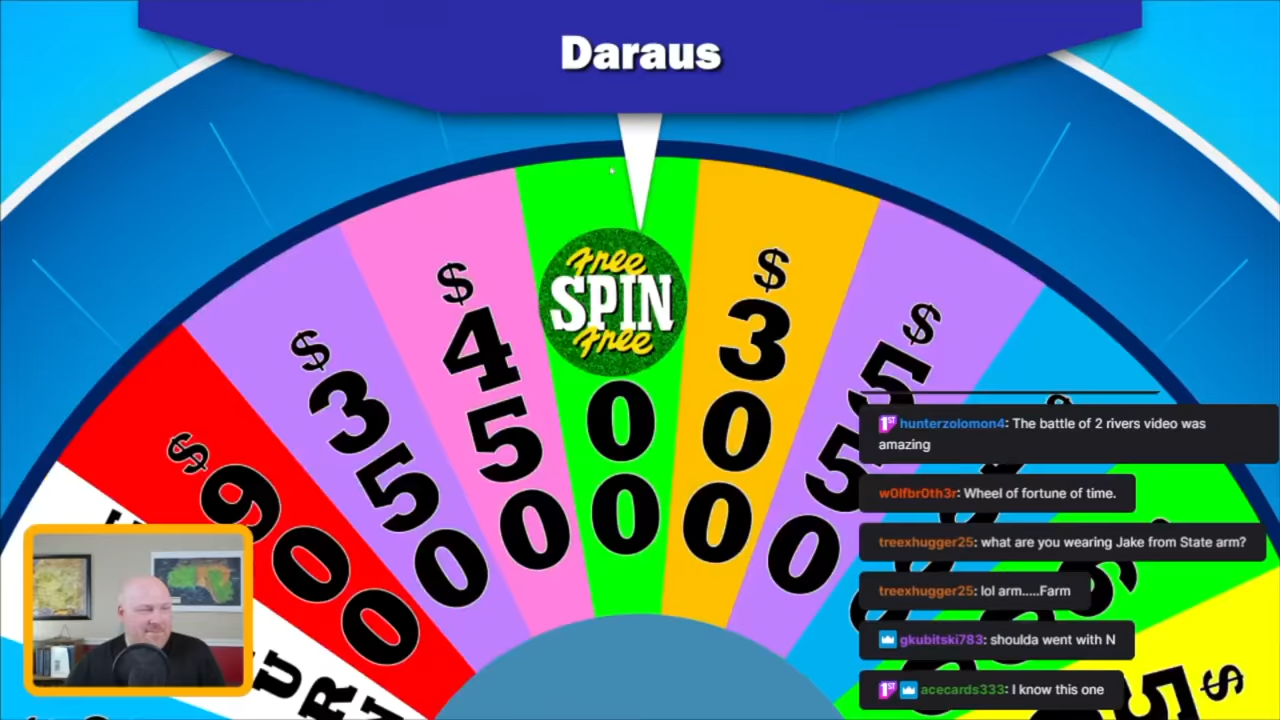 Daraus
Free
SPIN
Free
00
$900
$350
$450
$300
$550
hunterzolomon4: The battle of 2 rivers video was
amazing
w0lfbr0th3r: Wheel of fortune of time.
treexhugger25: what are you wearing Jake from State arm?
treexhugger25: lol arm.....Farm
gkubitski783: shoulda went with N
acecards333: I know this one